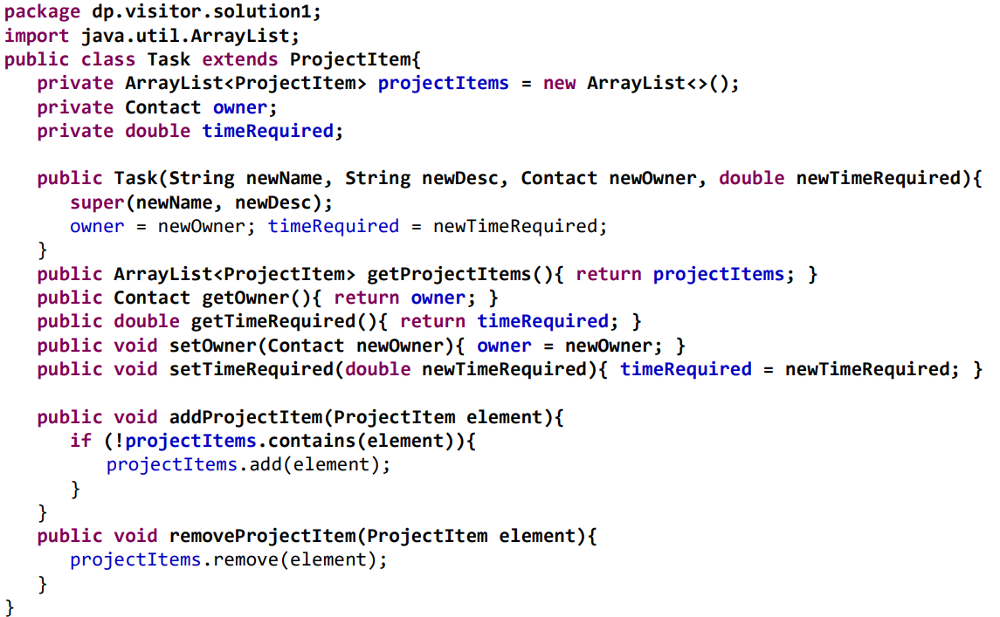 package dp.visitor.solution1;
import java.util.ArrayList;
public class Task extends ProjectItem{
   private ArrayList<ProjectItem> projectItems = new ArrayList<>();
   private Contact owner;
   private double timeRequired;

   public Task(String newName, String newDesc, Contact newOwner, double newTimeRequired){
      super(newName, newDesc);
      owner = newOwner; timeRequired = newTimeRequired;
   }
   public ArrayList<ProjectItem> getProjectItems(){ return projectItems; }
   public Contact getOwner(){ return owner; }
   public double getTimeRequired(){ return timeRequired; }
   public void setOwner(Contact newOwner){ owner = newOwner; }
   public void setTimeRequired(double newTimeRequired){ timeRequired = newTimeRequired; }

   public void addProjectItem(ProjectItem element){
      if (!projectItems.contains(element)){
         projectItems.add(element);
      }
   }
   public void removeProjectItem(ProjectItem element){
      projectItems.remove(element);
   }
}